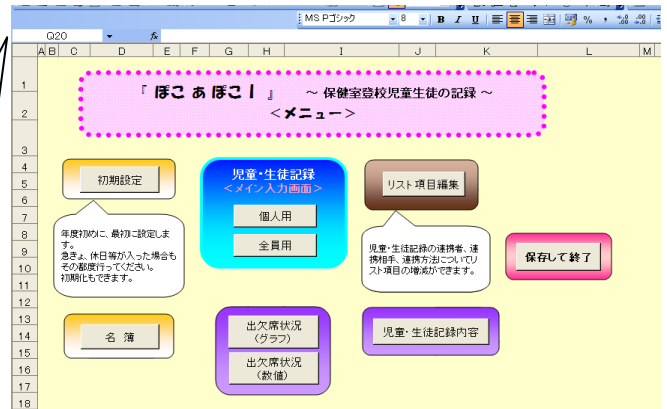 MS Pゴシック 8 B I U % ,
Q20 fx
A B C D E F G H I J K L M
1
『 ぽこ あ ぽこ Ⅰ 』 ～ 保健室登校児童生徒の記録 ～
2
＜メニュー＞
3
4
5
6
7
8
9
10
11
12
13
14
15
16
17
18
初期設定
児童・生徒記録
＜メイン入力画面＞
個人用
全員用
リスト項目編集
年度初めに、最初に設定しま
す。
急きょ、休日等が入った場合も
その都度行ってください。
初期化もできます。
児童・生徒記録の連携者、連
携相手、連携方法についてリ
スト項目の増減ができます。
保存して終了
名 簿
出欠席状況
(グラフ)
出欠席状況
(数値)
児童・生徒記録内容